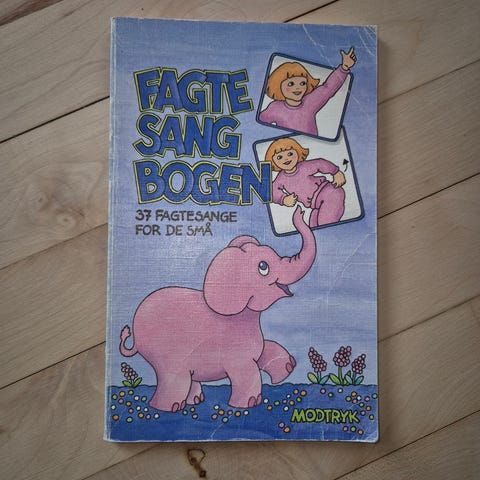 FAGTE
SANG
BOGEN
37 FAGTESANGE
FOR DE SMÅ
MODTRYK